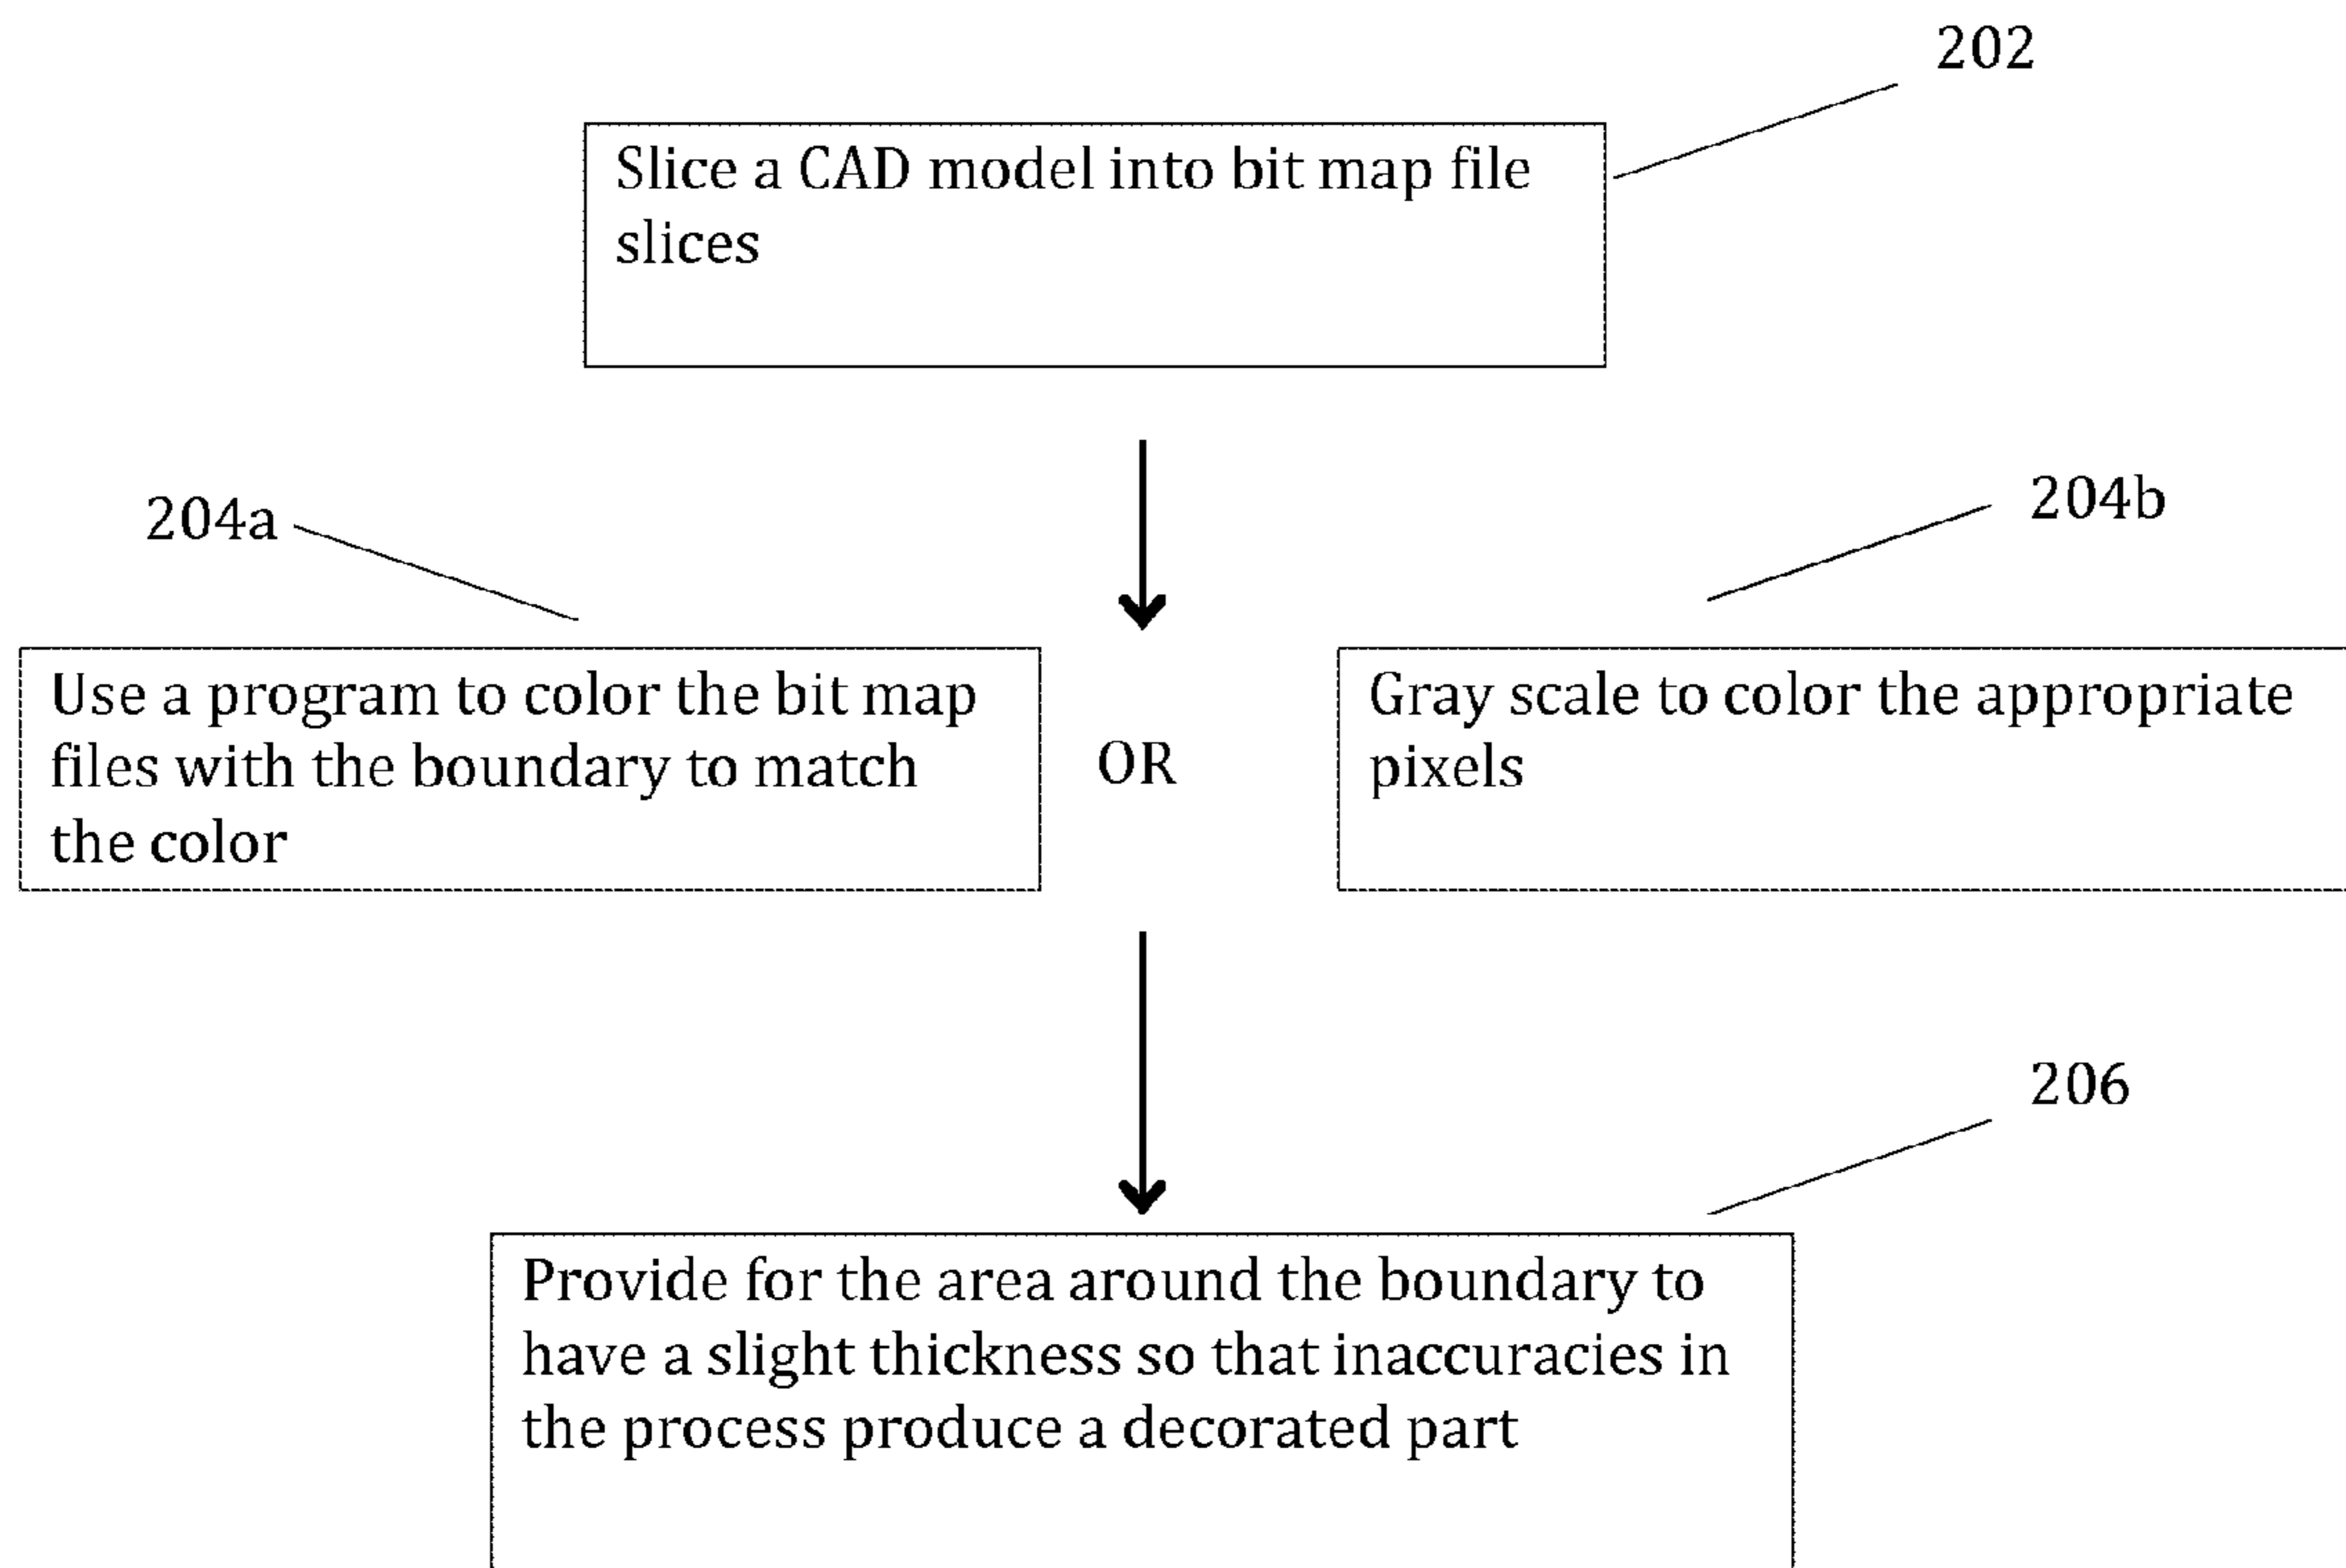 202
Slice a CAD model into bit map file
slices
204a
204b
Use a program to color the bit map
files with the boundary to match
the color
OR
Gray scale to color the appropriate
pixels
206
Provide for the area around the boundary to
have a slight thickness so that inaccuracies in
the process produce a decorated part